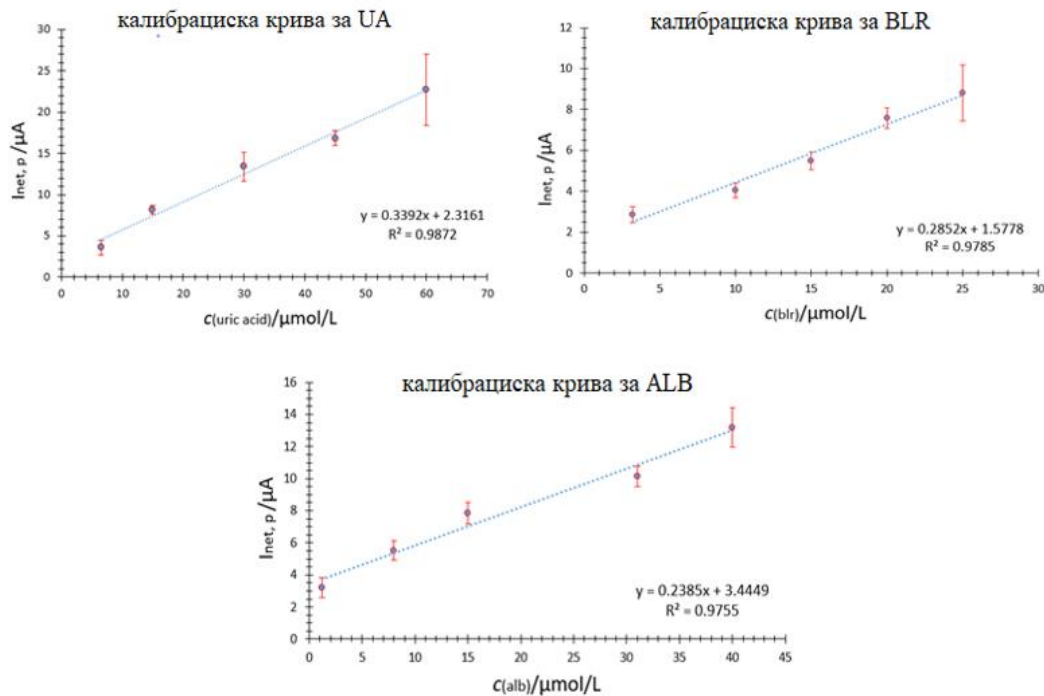 калибрациска крива за UA
30
25
20
15
10
5
0
Inet, p /µA
y = 0.3392x + 2.3161
R² = 0.9872
0 10 20 30 40 50 60 70
c(uric acid)/µmol/L
калибрациска крива за BLR
12
10
8
6
4
2
0
Inet, p /µA
y = 0.2852x + 1.5778
R² = 0.9785
0 5 10 15 20 25 30
c(blr)/µmol/L
калибрациска крива за ALB
16
14
12
10
8
6
4
2
0
Inet, p /µA
y = 0.2385x + 3.4449
R² = 0.9755
0 5 10 15 20 25 30 35 40 45
c(alb)/µmol/L